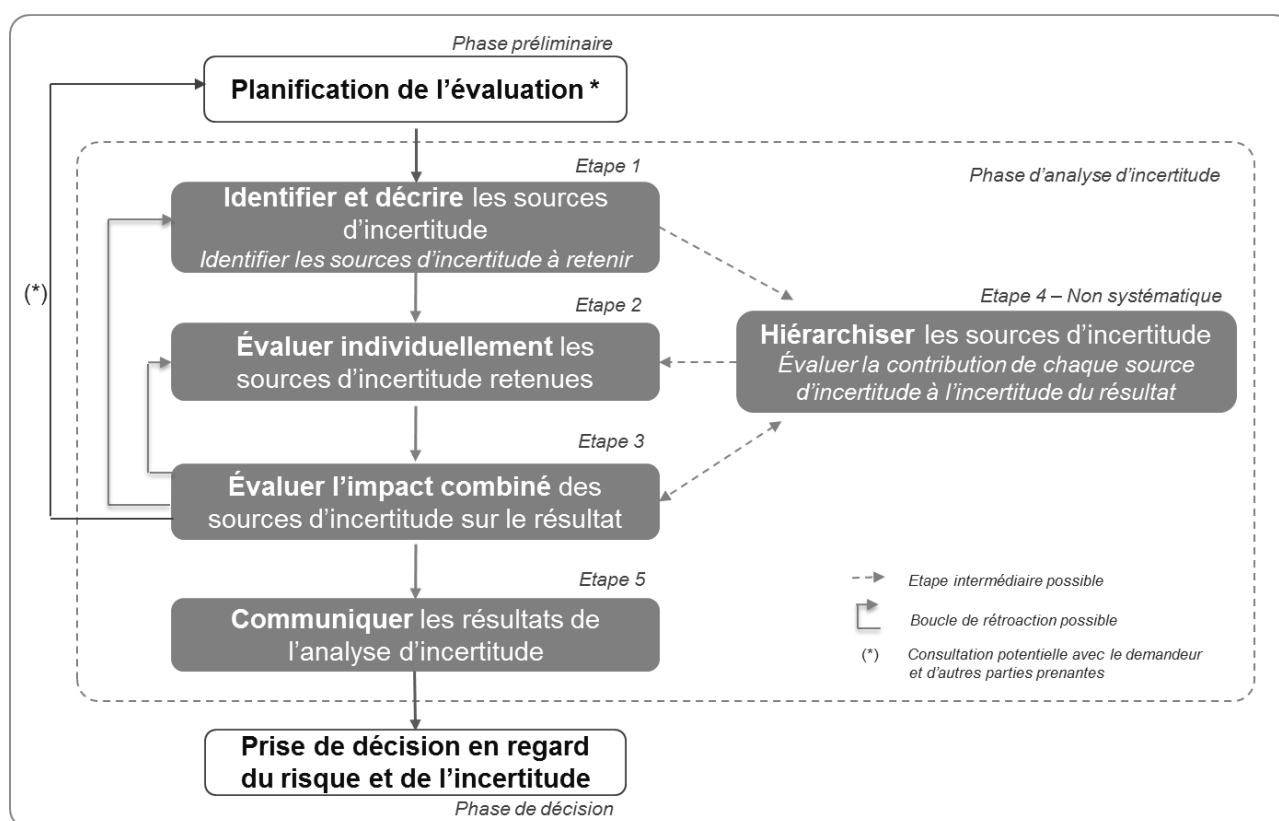 Phase préliminaire
Planification de l’évaluation *
Etape 1
Phase d’analyse d’incertitude
Identifier et décrire les sources
d’incertitude
Identifier les sources d’incertitude à retenir
(*)
Etape 2
Etape 4 – Non systématique
Évaluer individuellement les
sources d’incertitude retenues
Hiérarchiser les sources d’incertitude
Évaluer la contribution de chaque source
d’incertitude à l’incertitude du résultat
Etape 3
Évaluer l’impact combiné des
sources d’incertitude sur le résultat
Etape 5
Communiquer les résultats de
l’analyse d’incertitude
Etape intermédiaire possible
Boucle de rétroaction possible
(*) Consultation potentielle avec le demandeur
et d’autres parties prenantes
Prise de décision en regard
du risque et de l’incertitude
Phase de décision